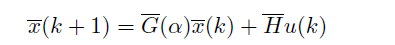 x̅(k + 1) = G̅(α)x̅(k) + H̅u(k)